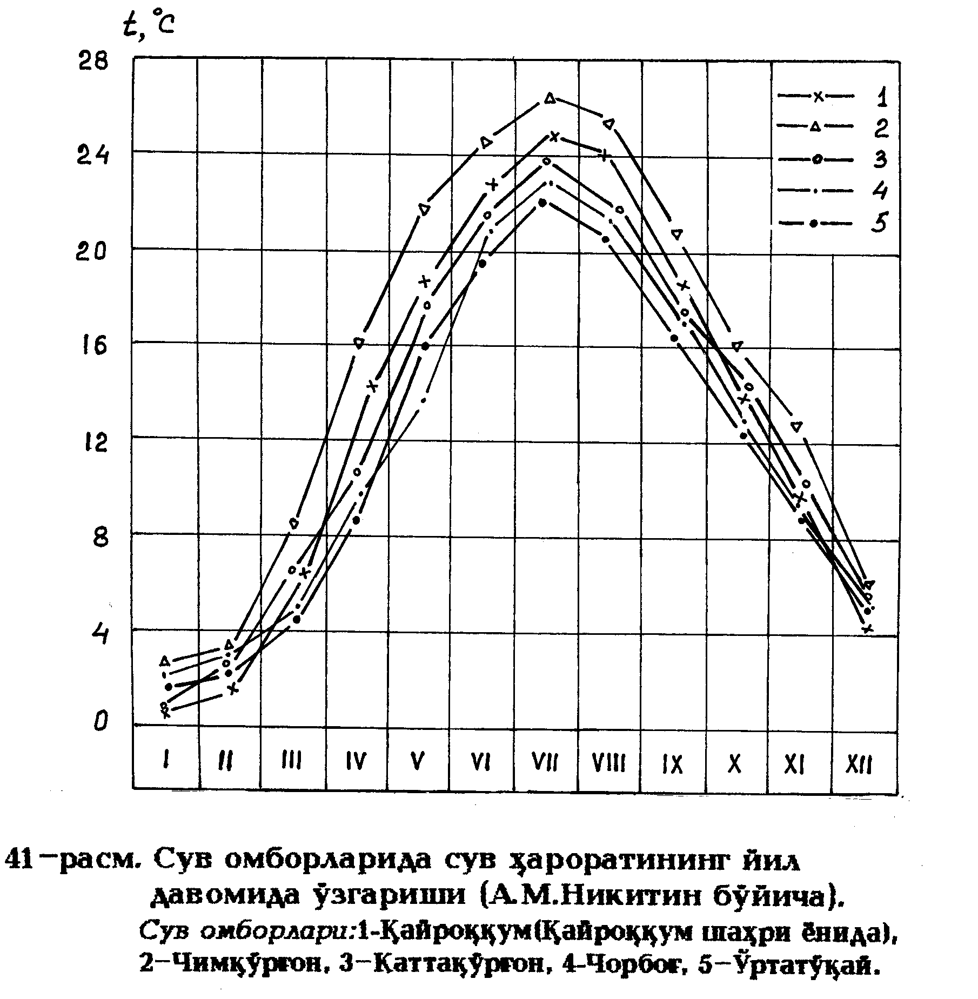 t,°C
28
24
20
16
12
8
4
0
1
2
3
4
5
I II III IV V VI VII VIII IX X XI XII
41–расм. Сув омборларида сув ҳароратининг йил
давомида ўзгариши (А.М.Никитин бўйича).
Сув омборлари:1-Қайроққум(Қайроққум шаҳри ёнида),
2–Чимқўрғон, 3–Каттақўрғон, 4-Чорбоғ, 5–Ўртатўқай.